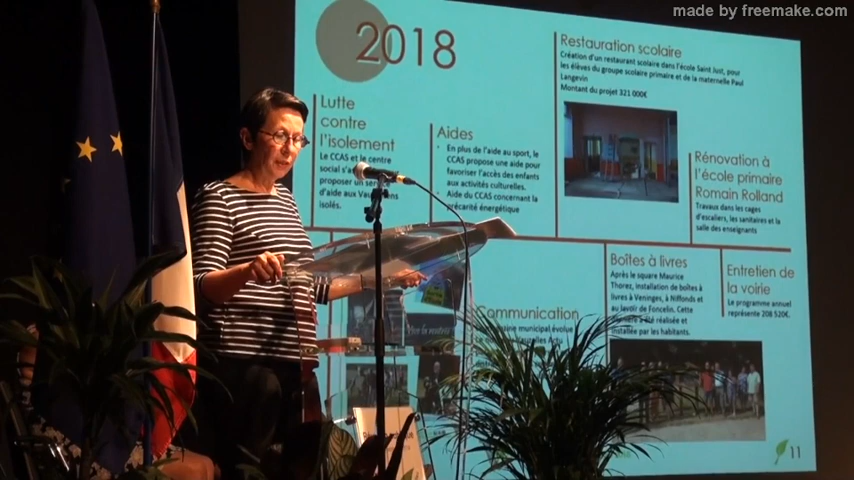 made by freemake.com
2018
Restauration scolaire
Création d'un restaurant scolaire dans l'école Saint Just, pour
les élèves du groupe scolaire primaire et de la maternelle Paul
Langevin
Montant du projet 321 000€
Lutte
contre
l'isolement
Le CCAS et le centre
social
proposer un service
d'aide aux
isolés.
Aides
• En plus de l'aide au sport, le
CCAS propose une aide pour
favoriser l'accès des enfants
aux activités culturelles.
• Aide du CCAS concernant la
précarité énergétique
Rénovation à
l'école primaire
Romain Rolland
Travaux dans les cages
d'escaliers, les sanitaires et la
salle des enseignants
Communication
municipal évolue
Boîtes à livres
Après le square Maurice
Thorez, installation de boîtes à
livres à Veninges, à Niffonds et
au lavoir de Foncelin. Cette
a été réalisée et
installée par les habitants.
Entretien de
la voirie
Le programme annuel
représente 208 520€.
11